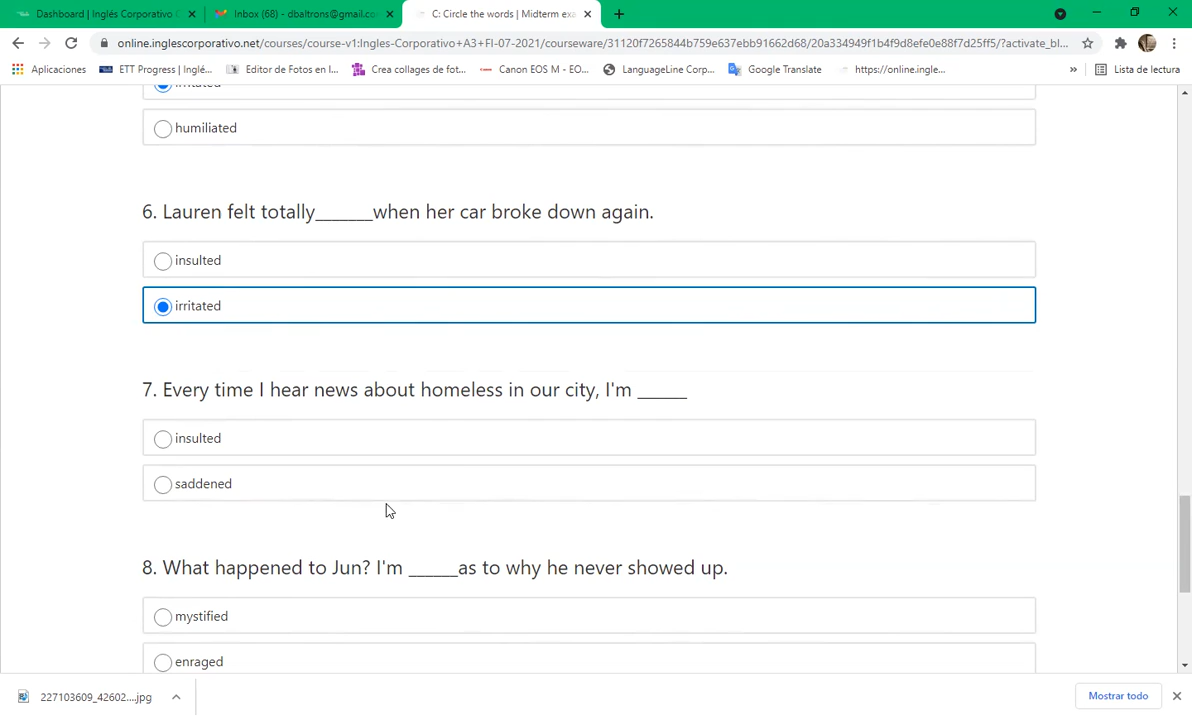 Dashboard | Inglés Corporativo C
Inbox (68) - dbaltrons@gmail.co
C: Circle the words | Midterm exa
online.inglescorporativo.net/courses/course-v1:Ingles-Corporativo+A3+FI-07-2021/courseware/31120f7265844b759e637ebb91662d68/20a334949f1b4f9d8efe0e88f7d25ff5/?activate_bl...
Aplicaciones
ETT Progress | Inglé...
Editor de Fotos en l...
Crea collages de fot...
Canon EOS M - EO...
LanguageLine Corp...
Google Translate
https://online.ingle...
»
Lista de lectura
irritated
humiliated
6. Lauren felt totally_______when her car broke down again.
insulted
irritated
7. Every time I hear news about homeless in our city, I'm ______
insulted
saddened
8. What happened to Jun? I'm ______as to why he never showed up.
mystified
enraged
227103609_42602....jpg
Mostrar todo